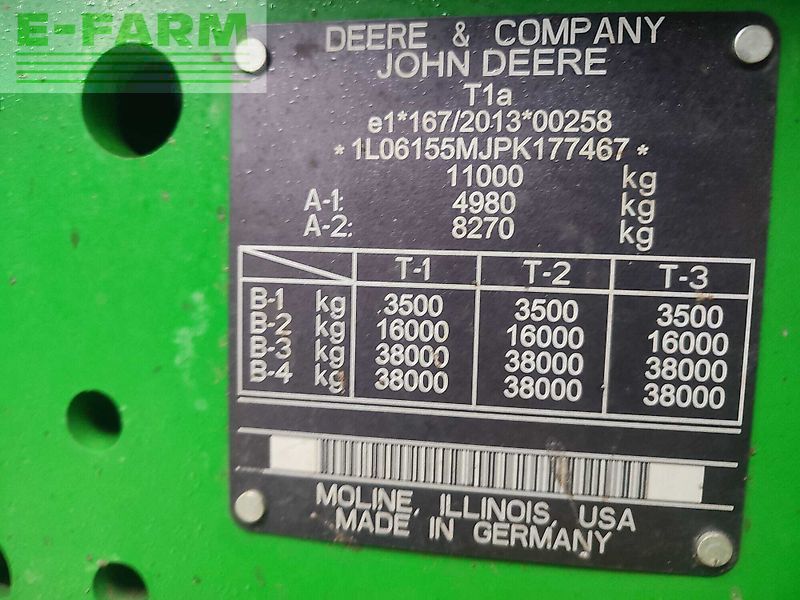 E-FARM
DEERE & COMPANY
JOHN DEERE
T1a
e1*167/2013*00258
*1L06155MJPK177467*
11000 kg
A-1: 4980 kg
A-2: 8270 kg
T-1 T-2 T-3
B-1 kg 3500 3500 3500
B-2 kg 16000 16000 16000
B-3 kg 38000 38000 38000
B-4 kg 38000 38000 38000
MOLINE, ILLINOIS, USA
MADE IN GERMANY